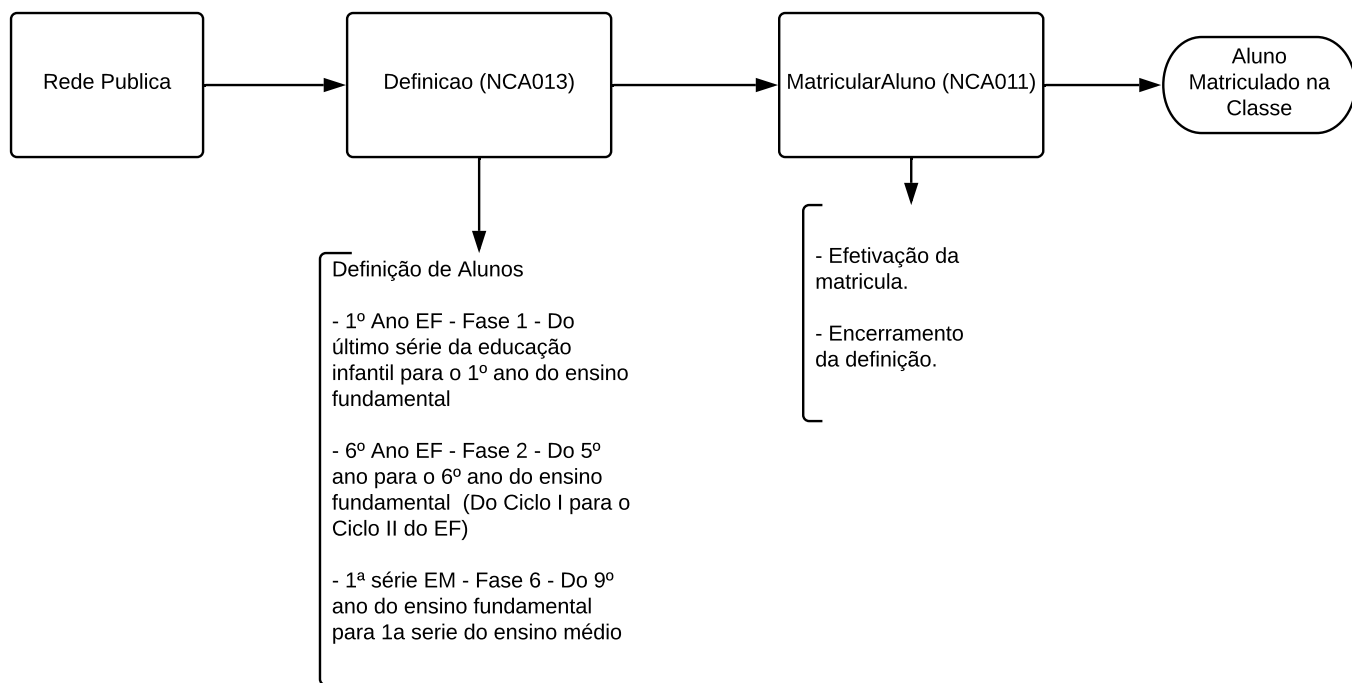 Rede Publica
Definicao (NCA013)
MatricularAluno (NCA011)
Aluno
Matriculado na
Classe
Definição de Alunos
- 1º Ano EF - Fase 1 - Do
último série da educação
infantil para o 1º ano do ensino
fundamental
- 6º Ano EF - Fase 2 - Do 5º
ano para o 6º ano do ensino
fundamental  (Do Ciclo I para o
Ciclo II do EF)
- 1ª série EM - Fase 6 - Do 9º
ano do ensino fundamental
para 1a serie do ensino médio
- Efetivação da
matricula.
- Encerramento
da definição.